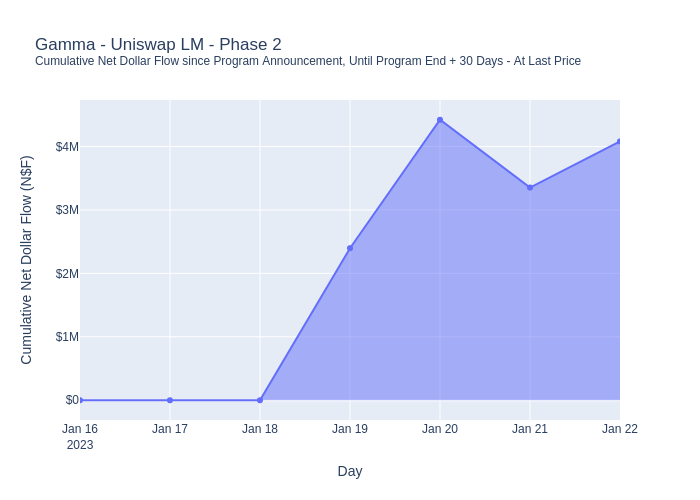 Gamma - Uniswap LM - Phase 2
Cumulative Net Dollar Flow since Program Announcement, Until Program End + 30 Days - At Last Price
Cumulative Net Dollar Flow (N$F)
$4M
$3M
$2M
$1M
$0
Jan 16 Jan 17 Jan 18 Jan 19 Jan 20 Jan 21 Jan 22
2023
Day